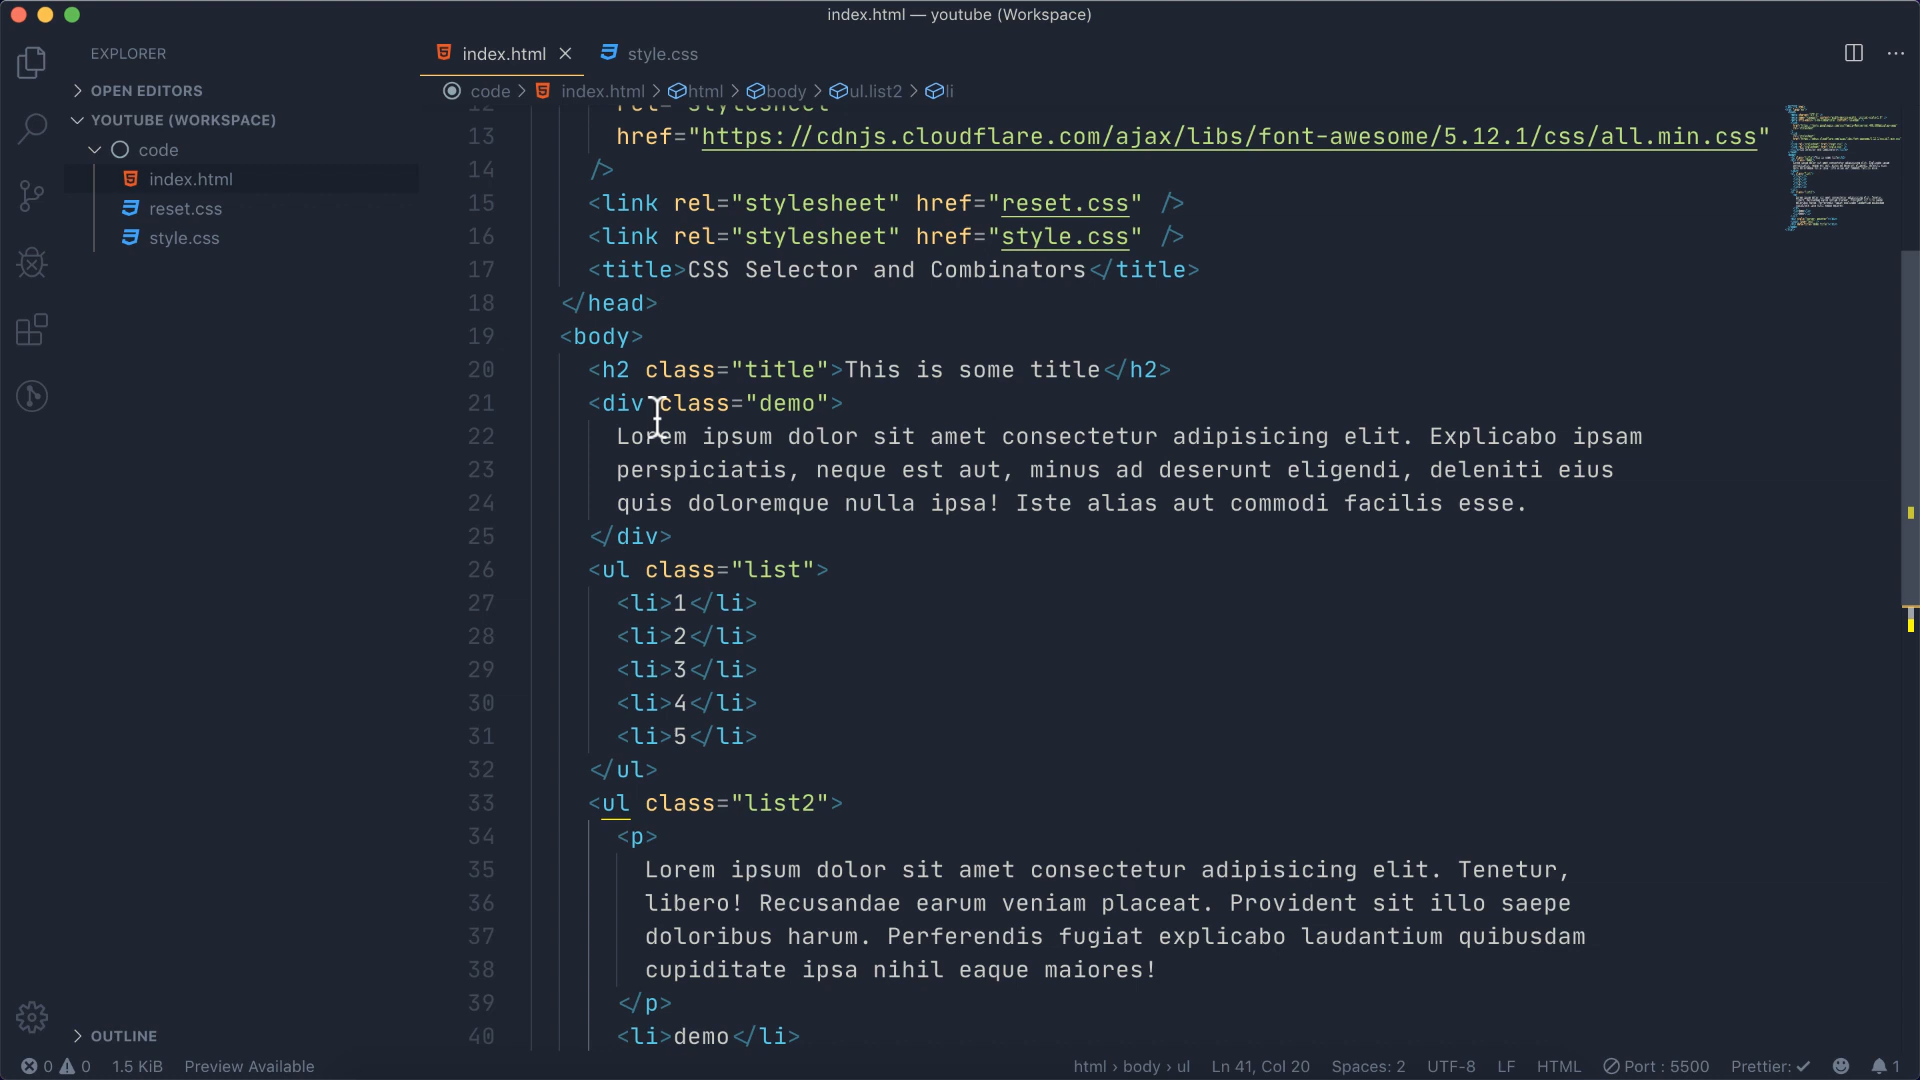 index.html — youtube (Workspace)
EXPLORER
OPEN EDITORS
YOUTUBE (WORKSPACE)
code
index.html
reset.css
style.css
OUTLINE
index.html
style.css
code > index.html > html > body > ul.list2 > li
12 rel="stylesheet"
13 href="https://cdnjs.cloudflare.com/ajax/libs/font-awesome/5.12.1/css/all.min.css"
14 />
15 <link rel="stylesheet" href="reset.css" />
16 <link rel="stylesheet" href="style.css" />
17 <title>CSS Selector and Combinators</title>
18 </head>
19 <body>
20 <h2 class="title">This is some title</h2>
21 <div class="demo">
22 Lorem ipsum dolor sit amet consectetur adipisicing elit. Explicabo ipsam
23 perspiciatis, neque est aut, minus ad deserunt eligendi, deleniti eius
24 quis doloremque nulla ipsa! Iste alias aut commodi facilis esse.
25 </div>
26 <ul class="list">
27 <li>1</li>
28 <li>2</li>
29 <li>3</li>
30 <li>4</li>
31 <li>5</li>
32 </ul>
33 <ul class="list2">
34 <p>
35 Lorem ipsum dolor sit amet consectetur adipisicing elit. Tenetur,
36 libero! Recusandae earum veniam placeat. Provident sit illo saepe
37 doloribus harum. Perferendis fugiat explicabo laudantium quibusdam
38 cupiditate ipsa nihil eaque maiores!
39 </p>
40 <li>demo</li>
0 0 1.5 KiB Preview Available html › body › ul Ln 41, Col 20 Spaces: 2 UTF-8 LF HTML Port : 5500 Prettier: 1